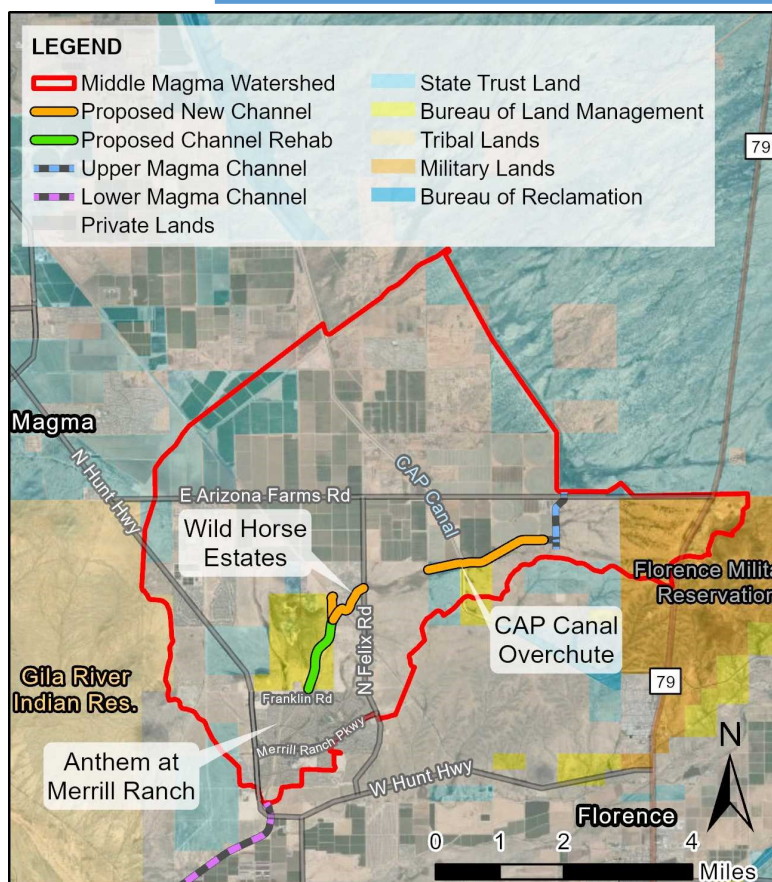 LEGEND
Middle Magma Watershed
Proposed New Channel
Proposed Channel Rehab
Upper Magma Channel
Lower Magma Channel
Private Lands
State Trust Land
Bureau of Land Management
Tribal Lands
Military Lands
Bureau of Reclamation
79
Magma
N Hunt Hwy
CAP Canal
E Arizona Farms Rd
Wild Horse
Estates
Florence Milita
Reservation
N Felix Rd
CAP Canal
Overchute
Gila River
Indian Res.
Franklin Rd
79
Merrill Ranch Pkwy
Anthem at
Merrill Ranch
W Hunt Hwy
N
Florence
0 1 2 4
Miles